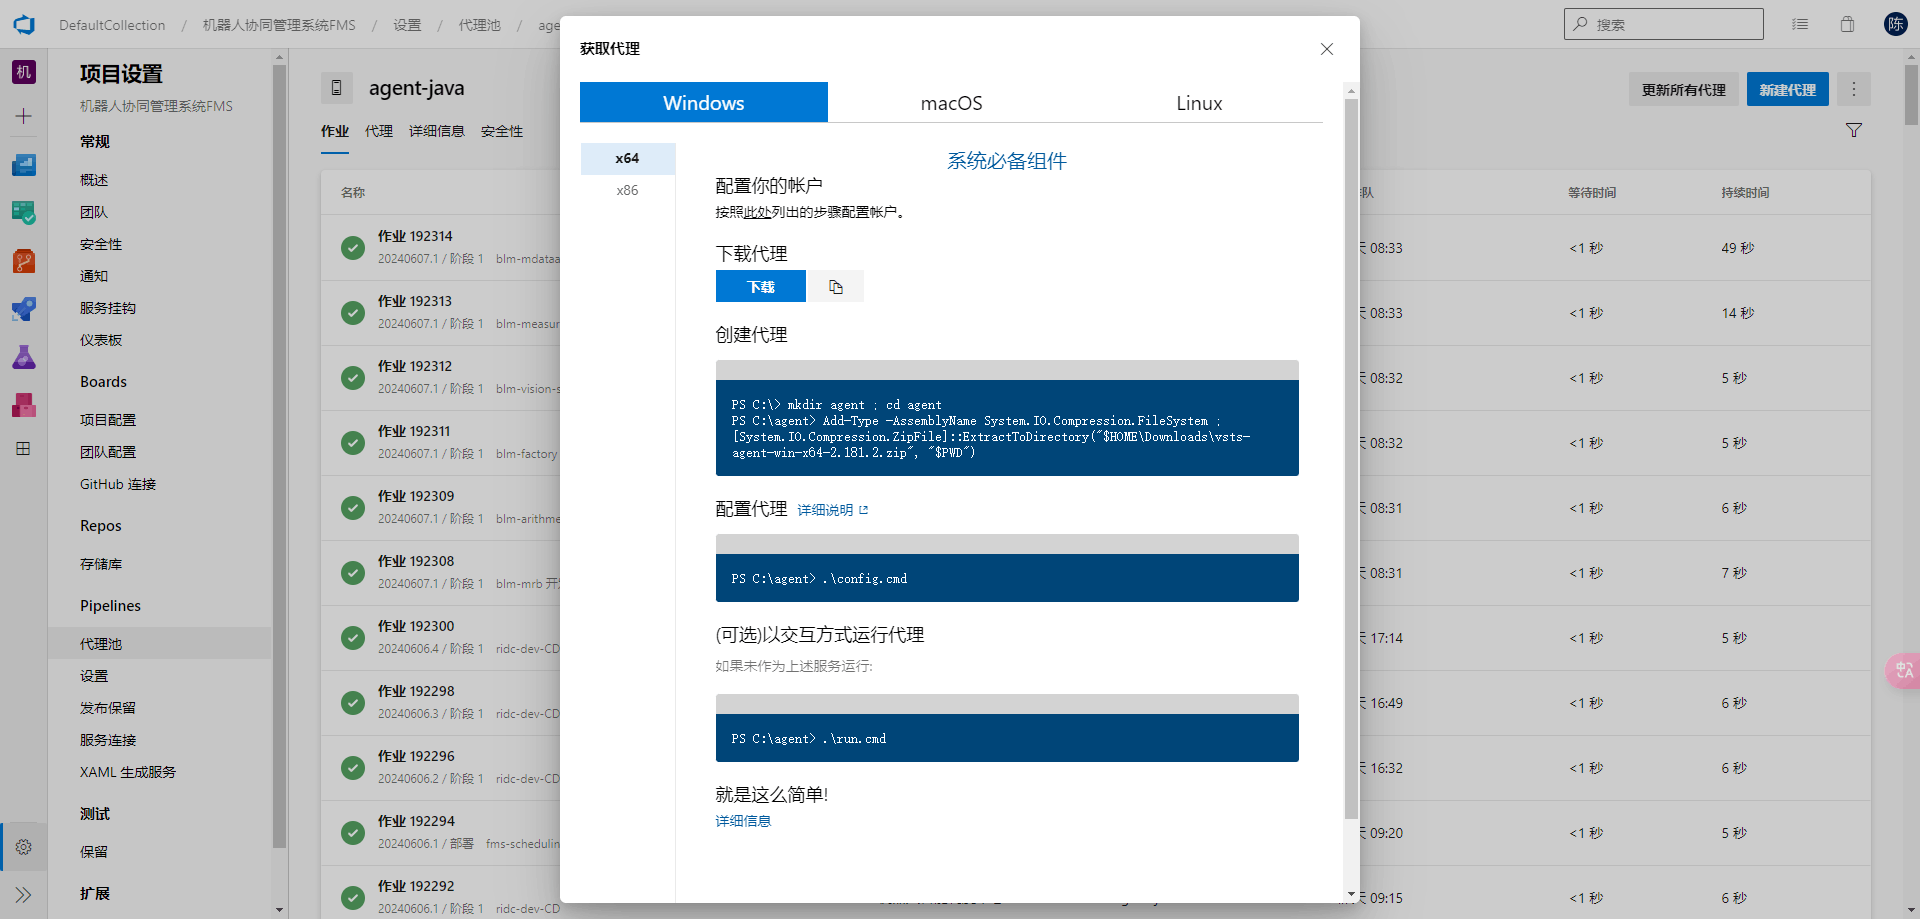 DefaultCollection / 机器人协同管理系统FMS / 设置 / 代理池 / age
搜索
陈
机
项目设置
机器人协同管理系统FMS
常规
概述
团队
安全性
通知
服务挂钩
仪表板
Boards
项目配置
团队配置
GitHub 连接
Repos
存储库
Pipelines
代理池
设置
发布保留
服务连接
XAML 生成服务
测试
保留
扩展
agent-java
更新所有代理
新建代理
作业 代理 详细信息 安全性
名称
队
等待时间
持续时间
作业 192314
20240607.1 / 阶段 1 blm-mdataa
08:33
<1 秒
49 秒
作业 192313
20240607.1 / 阶段 1 blm-measur
08:33
<1 秒
14 秒
作业 192312
20240607.1 / 阶段 1 blm-vision-s
08:32
<1 秒
5 秒
作业 192311
20240607.1 / 阶段 1 blm-factory
08:32
<1 秒
5 秒
作业 192309
20240607.1 / 阶段 1 blm-arithme
08:31
<1 秒
6 秒
作业 192308
20240607.1 / 阶段 1 blm-mrb 开
08:31
<1 秒
7 秒
作业 192300
20240606.4 / 阶段 1 ridc-dev-CD
17:14
<1 秒
5 秒
作业 192298
20240606.3 / 阶段 1 ridc-dev-CD
16:49
<1 秒
6 秒
作业 192296
20240606.2 / 阶段 1 ridc-dev-CD
16:32
<1 秒
6 秒
作业 192294
20240606.1 / 部署 fms-schedulin
09:20
<1 秒
5 秒
作业 192292
20240606.1 / 阶段 1 ridc-dev-CD
09:15
<1 秒
6 秒
获取代理
Windows
macOS
Linux
x64
x86
系统必备组件
配置你的帐户
按照此处列出的步骤配置帐户。
下载代理
下载
创建代理
PS C:\> mkdir agent ; cd agent
PS C:\agent> Add-Type -AssemblyName System.IO.Compression.FileSystem ;
[System.IO.Compression.ZipFile]::ExtractToDirectory("$HOME\Downloads\vsts-
agent-win-x64-2.181.2.zip", "$PWD")
配置代理 详细说明
PS C:\agent> .\config.cmd
(可选)以交互方式运行代理
如果未作为上述服务运行:
PS C:\agent> .\run.cmd
就是这么简单!
详细信息